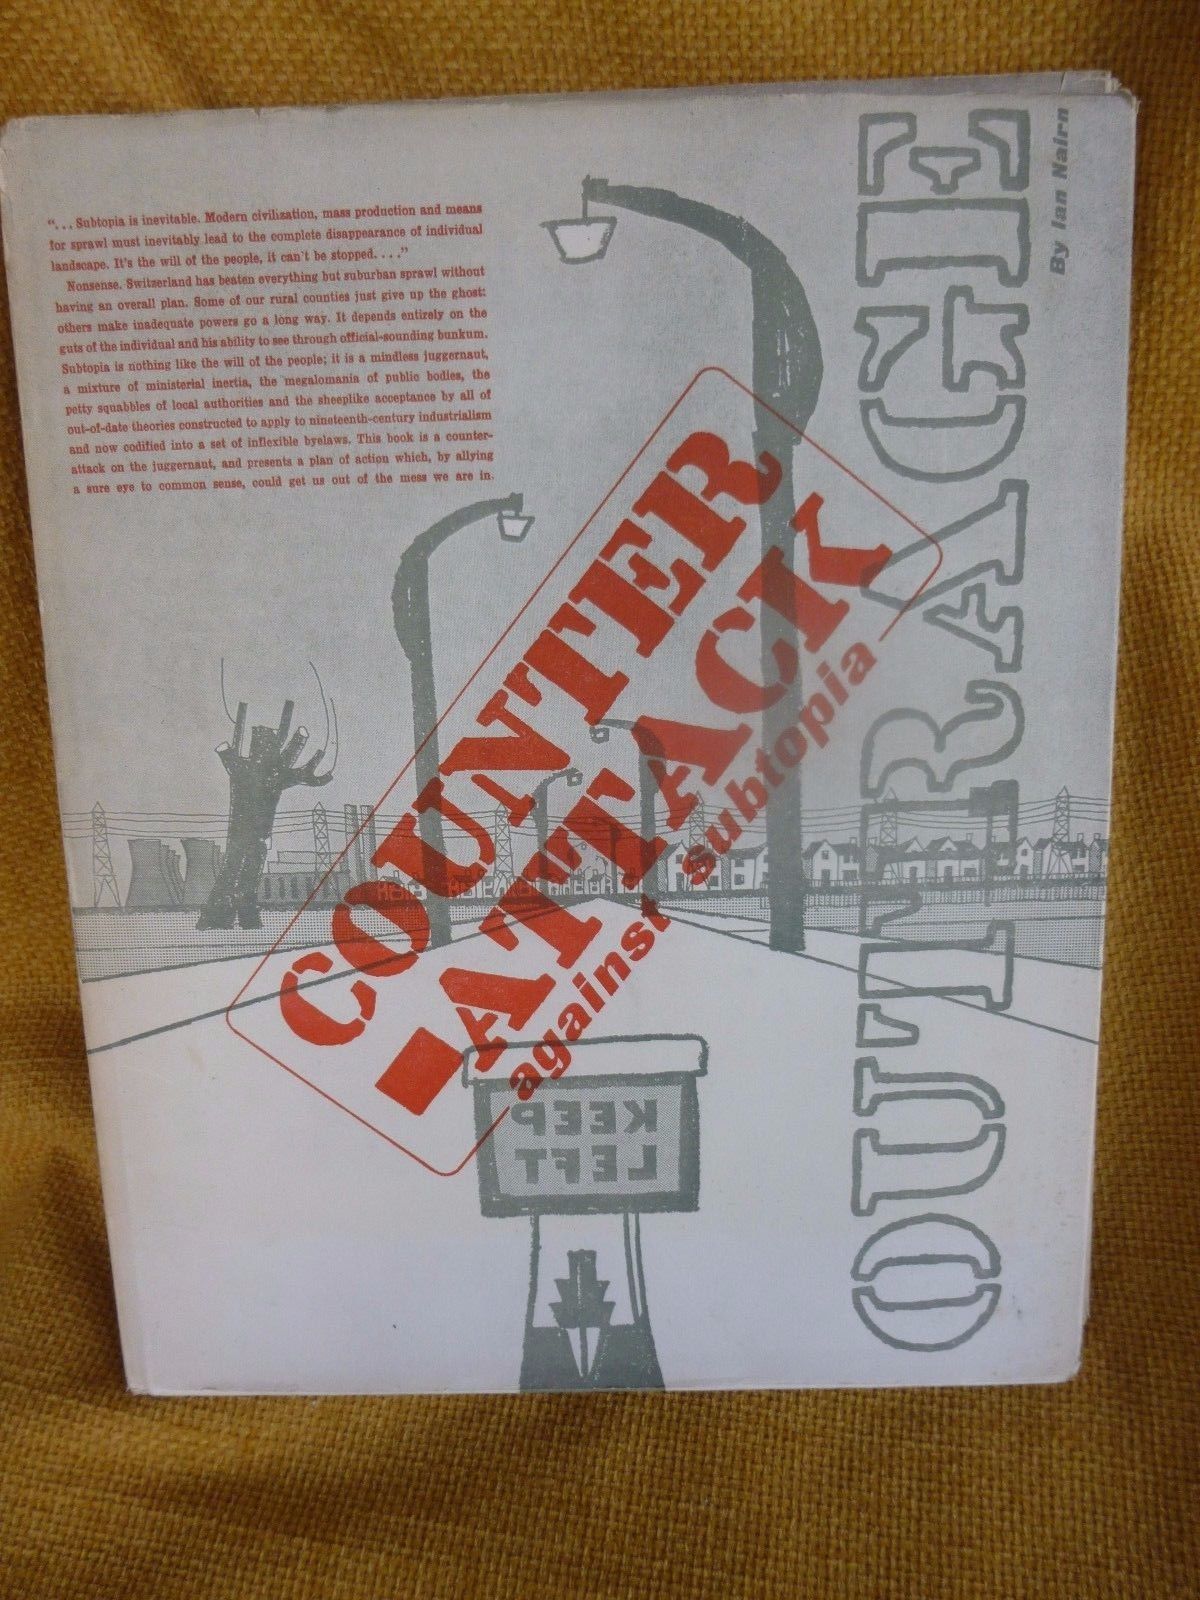 OUTRAGE
By Ian Nairn
"... Subtopia is inevitable. Modern civilization, mass production and means
for sprawl must inevitably lead to the complete disappearance of individual
landscape. It's the will of the people, it can't be stopped...."
Nonsense. Switzerland has beaten everything but suburban sprawl without
having an overall plan. Some of our rural counties just give up the ghost:
others make inadequate powers go a long way. It depends entirely on the
guts of the individual and his ability to see through official-sounding bunkum.
Subtopia is nothing like the will of the people; it is a mindless juggernaut,
a mixture of ministerial inertia, the megalomania of public bodies, the
petty squabbles of local authorities and the sheeplike acceptance by all of
out-of-date theories constructed to apply to nineteenth-century industrialism
and now codified into a set of inflexible byelaws. This book is a counter-
attack on the juggernaut, and presents a plan of action which, by allying
a sure eye to common sense, could get us out of the mess we are in.
COUNTER
ATTACK
against subtopia
KEEP
LEFT